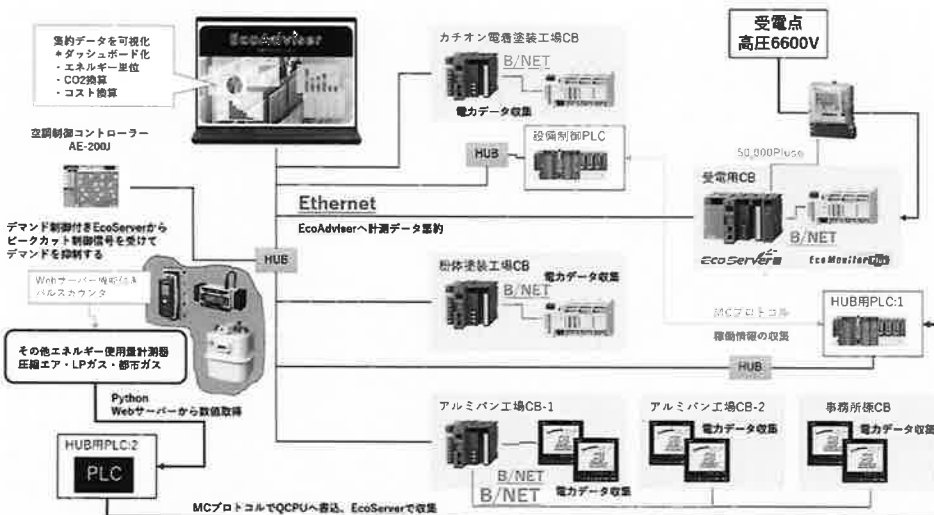 集約データを可視化
*ダッシュボード化
・エネルギー単位
・CO2換算
・コスト換算
EcoAdviser
空調制御コントローラー
AE-200J
デマンド制御付きEcoServerから
ピークカット制御信号を受けて
デマンドを抑制する
Webサーバー機能付き
パルスカウンタ
その他エネルギー使用量計測器
圧縮エア・LPガス・都市ガス
Python
Webサーバーから数値取得
HUB用PLC:2
PLC
MCプロトコルでQCPUへ書込、EcoServerで収集
カチオン電着塗装工場CB
B/NET
電力データ収集
設備制御PLC
HUB
Ethernet
EcoAdviserへ計測データ集約
HUB
粉体塗装工場CB
電力データ収集
B/NET
受電点
高圧6600V
50,000Pluse
受電用CB
B/NET
EcoServer
EcoMonitor
MCプロトコル
稼働情報の収集
HUB用PLC:1
HUB
アルミパン工場CB-1
B/NET
B/NET
電力データ収集
アルミパン工場CB-2
電力データ収集
事務所棟CB
電力データ収集